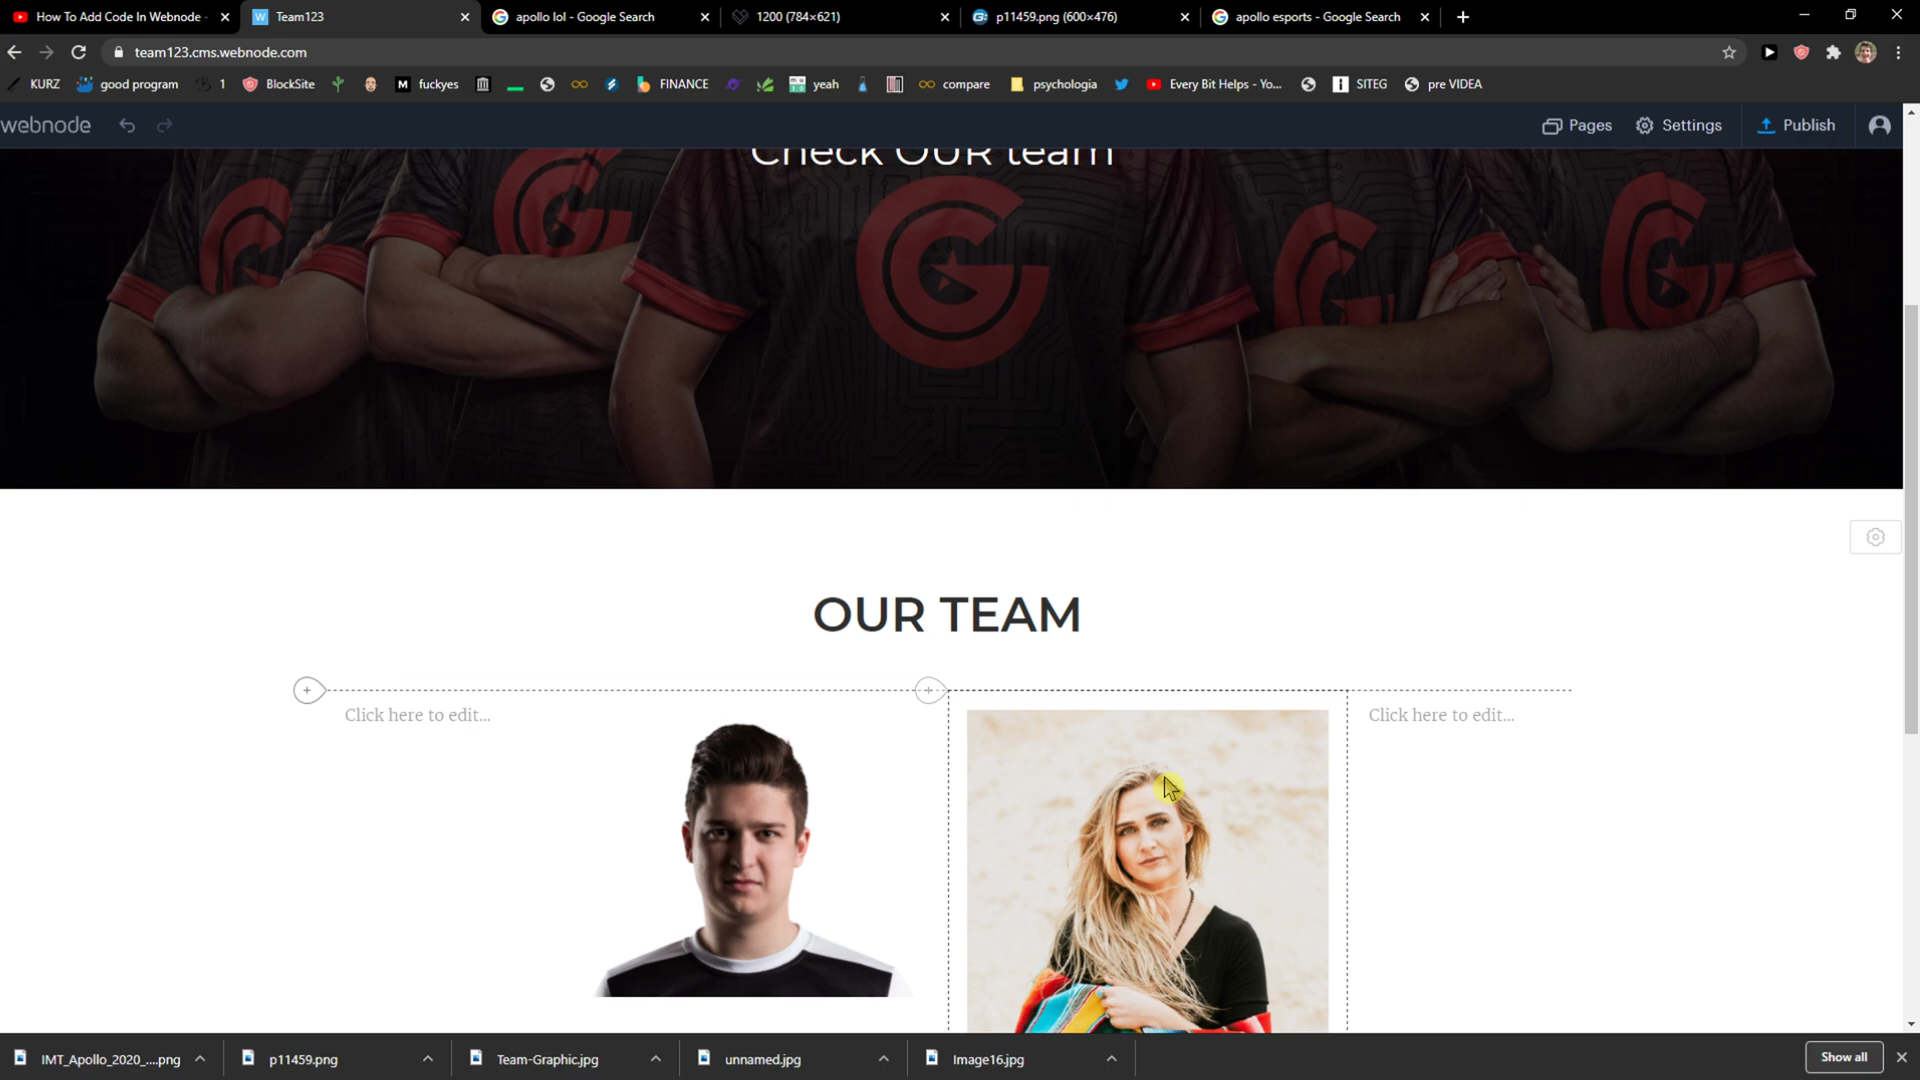 How To Add Code In Webnode -
Team123
apollo lol - Google Search
1200 (784×621)
p11459.png (600×476)
apollo esports - Google Search
team123.cms.webnode.com
KURZ
good program
1
BlockSite
fuckyes
FINANCE
yeah
compare
psychologia
Every Bit Helps - Yo...
SITEG
pre VIDEA
webnode
Pages
Settings
Publish
Check OUR team
OUR TEAM
Click here to edit...
Click here to edit...
IMT_Apollo_2020_....png
p11459.png
Team-Graphic.jpg
unnamed.jpg
Image16.jpg
Show all